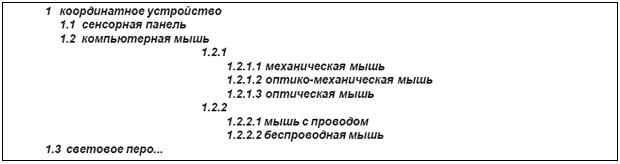 1 координатное устройство
1.1 сенсорная панель
1.2 компьютерная мышь
1.2.1
1.2.1.1 механическая мышь
1.2.1.2 оптико-механическая мышь
1.2.1.3 оптическая мышь
1.2.2
1.2.2.1 мышь с проводом
1.2.2.2 беспроводная мышь
1.3 световое перо...